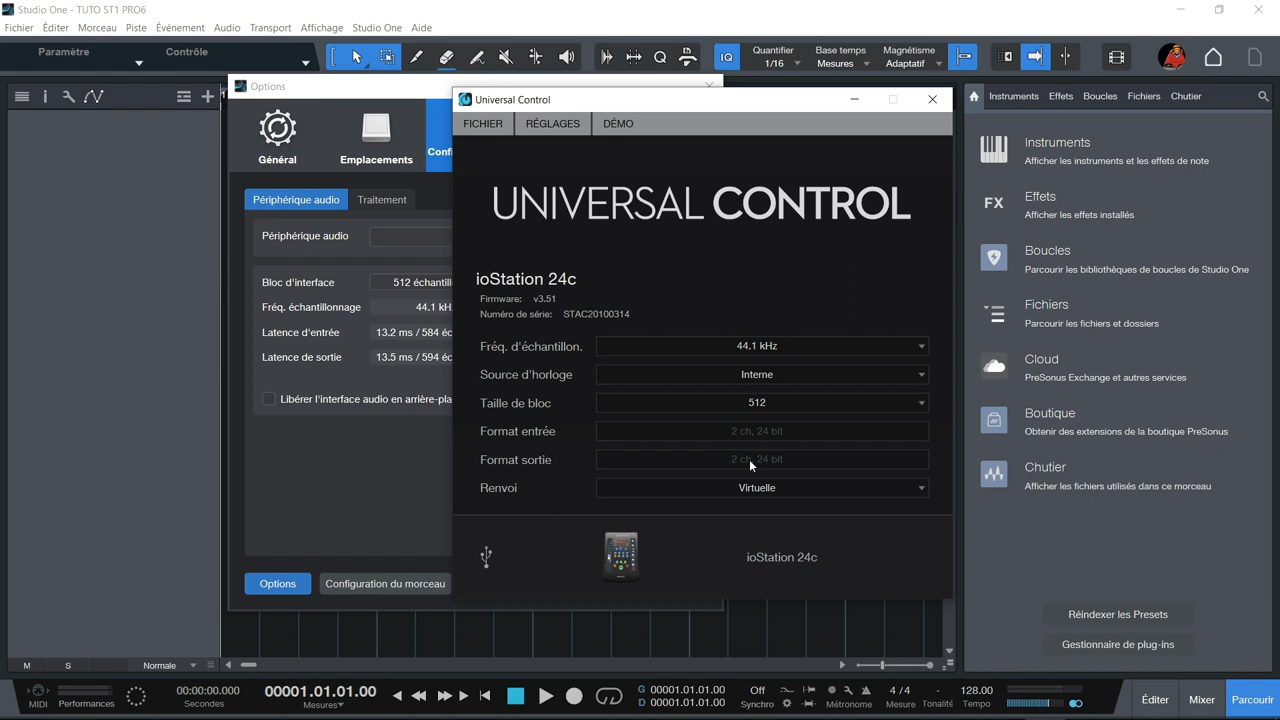 Studio One - TUTO ST1 PRO6
Fichier Éditer Morceau Piste Événement Audio Transport Affichage Studio One Aide
Paramètre Contrôle
IQ
Quantifier
1/16
Base temps
Mesures
Magnétisme
Adaptatif
Options
Général
Emplacements
Périphérique audio Traitement
Périphérique audio
Bloc d'interface 512
Fréq. échantillonnage 44.1
Latence d'entrée 13.2 ms / 584
Latence de sortie 13.5 ms / 594
Libérer l'interface audio en
Options
Configuration du morceau
Universal Control
FICHIER RÉGLAGES DÉMO
UNIVERSAL CONTROL
ioStation 24c
Firmware: v3.51
Numéro de série: STAC20100314
Fréq. d'échantillon. 44.1 kHz
Source d'horloge Interne
Taille de bloc 512
Format entrée 2 ch, 24 bit
Format sortie 2 ch, 24 bit
Renvoi Virtuelle
ioStation 24c
Instruments Effets Boucles Fichiers Chutier
Instruments
Afficher les instruments et les effets de note
FX
Effets
Afficher les effets installés
Boucles
Parcourir les bibliothèques de boucles de Studio One
Fichiers
Parcourir les fichiers et dossiers
Cloud
PreSonus Exchange et autres services
Boutique
Obtenir des extensions de la boutique PreSonus
Chutier
Afficher les fichiers utilisés dans ce morceau
Réindexer les Presets
Gestionnaire de plug-ins
M S Normale
MIDI
Performances
00:00:00.000
Secondes
00001.01.01.00
Mesures
G 00001.01.01.00
D 00001.01.01.00
Off
Synchro
Métronome
4 / 4
Mesure
-
Tonalité
128.00
Tempo
Éditer Mixer Parcourir